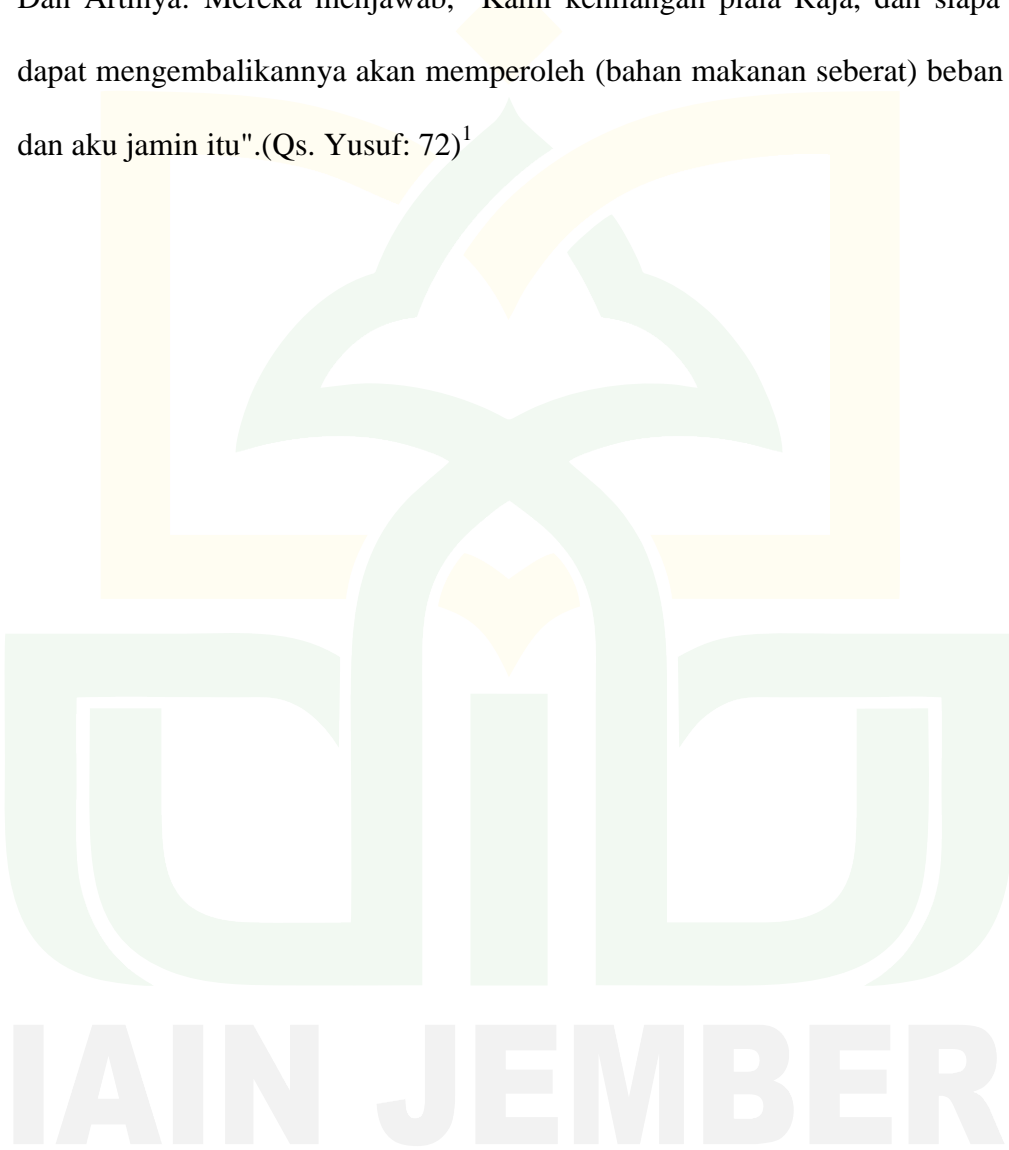 Dan Artinya: Mereka menjawab, "Kami kehilangan piala Raja, dan siapa
dapat mengembalikannya akan memperoleh (bahan makanan seberat) beban
dan aku jamin itu".(Qs. Yusuf: 72)1
IAIN JEMBER